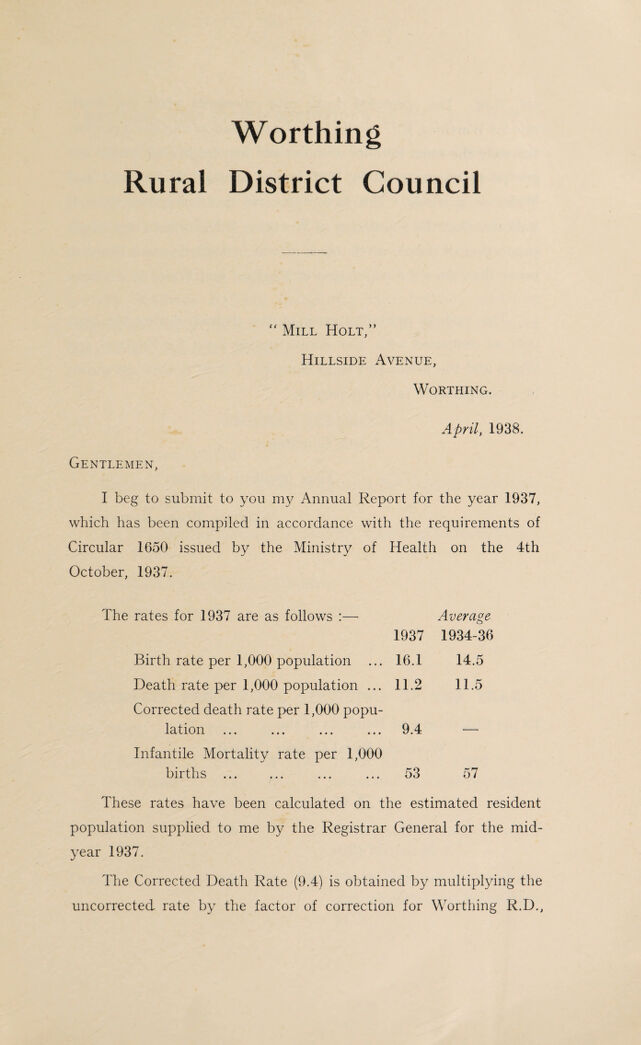 Worthing
Rural District Council
“ Mill Holt,”
Hillside Avenue,
Worthing.
April, 1938.
Gentlemen,
I beg to submit to you my Annual Report for the year 1937,
which has been compiled in accordance with the requirements of
Circular 1650 issued by the Ministry of Health on the 4th
October, 1937.
The rates for 1937 are as follows :— Average
1937 1934-36
Birth rate per 1,000 population ... 16.1 14.5
Death rate per 1,000 population ... 11.2 11.5
Corrected death rate per 1,000 popu-
lation ... ... ... ... 9.4 —
Infantile Mortality rate per 1,000
births ... ... ... ... 53 57
These rates have been calculated on the estimated resident
population supplied to me by the Registrar General for the mid-
year 1937.
The Corrected Death Rate (9.4) is obtained by multiplying the
uncorrected rate by the factor of correction for Worthing R.D.,